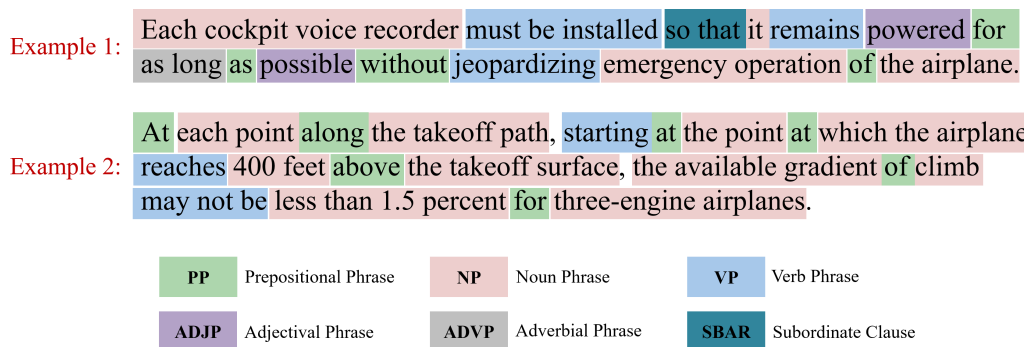 Example 1: Each cockpit voice recorder must be installed so that it remains powered for
as long as possible without jeopardizing emergency operation of the airplane.
Example 2: At each point along the takeoff path, starting at the point at which the airplane
reaches 400 feet above the takeoff surface, the available gradient of climb
may not be less than 1.5 percent for three-engine airplanes.
PP Prepositional Phrase NP Noun Phrase VP Verb Phrase
ADJP Adjectival Phrase ADVP Adverbial Phrase SBAR Subordinate Clause